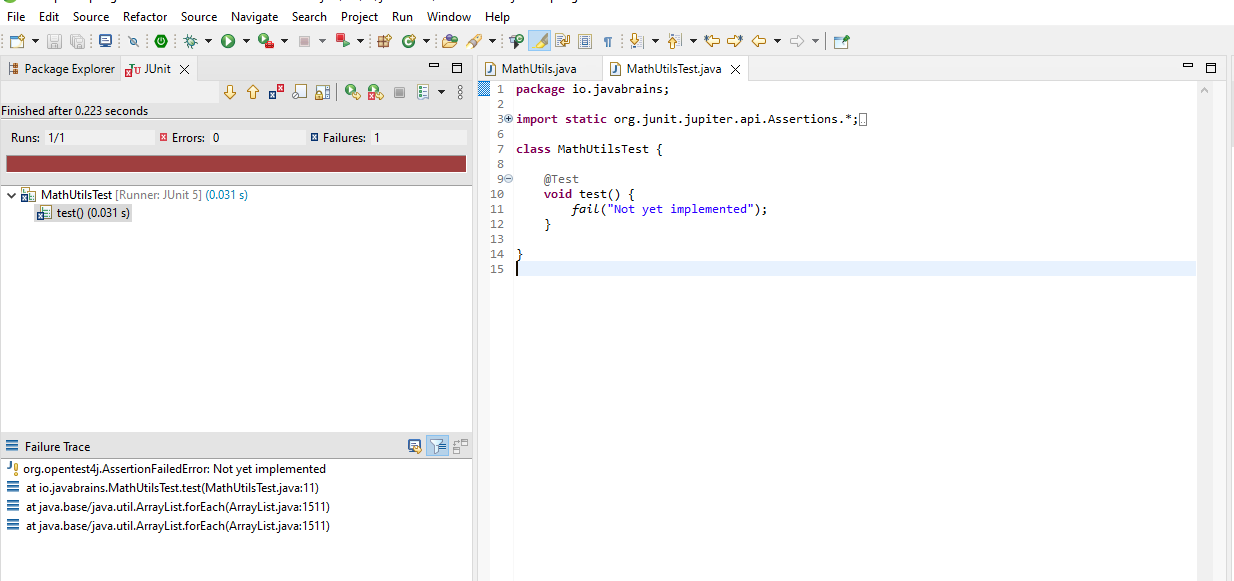 File Edit Source Refactor Source Navigate Search Project Run Window Help
Package Explorer JUnit
Finished after 0.223 seconds
Runs: 1/1 Errors: 0 Failures: 1
MathUtilsTest [Runner: JUnit 5] (0.031 s)
test() (0.031 s)
Failure Trace
org.opentest4j.AssertionFailedError: Not yet implemented
at io.javabrains.MathUtilsTest.test(MathUtilsTest.java:11)
at java.base/java.util.ArrayList.forEach(ArrayList.java:1511)
at java.base/java.util.ArrayList.forEach(ArrayList.java:1511)
MathUtils.java MathUtilsTest.java
1 package io.javabrains;
2
3 import static org.junit.jupiter.api.Assertions.*;
6
7 class MathUtilsTest {
8
9 @Test
10 void test() {
11 fail("Not yet implemented");
12 }
13
14 }
15